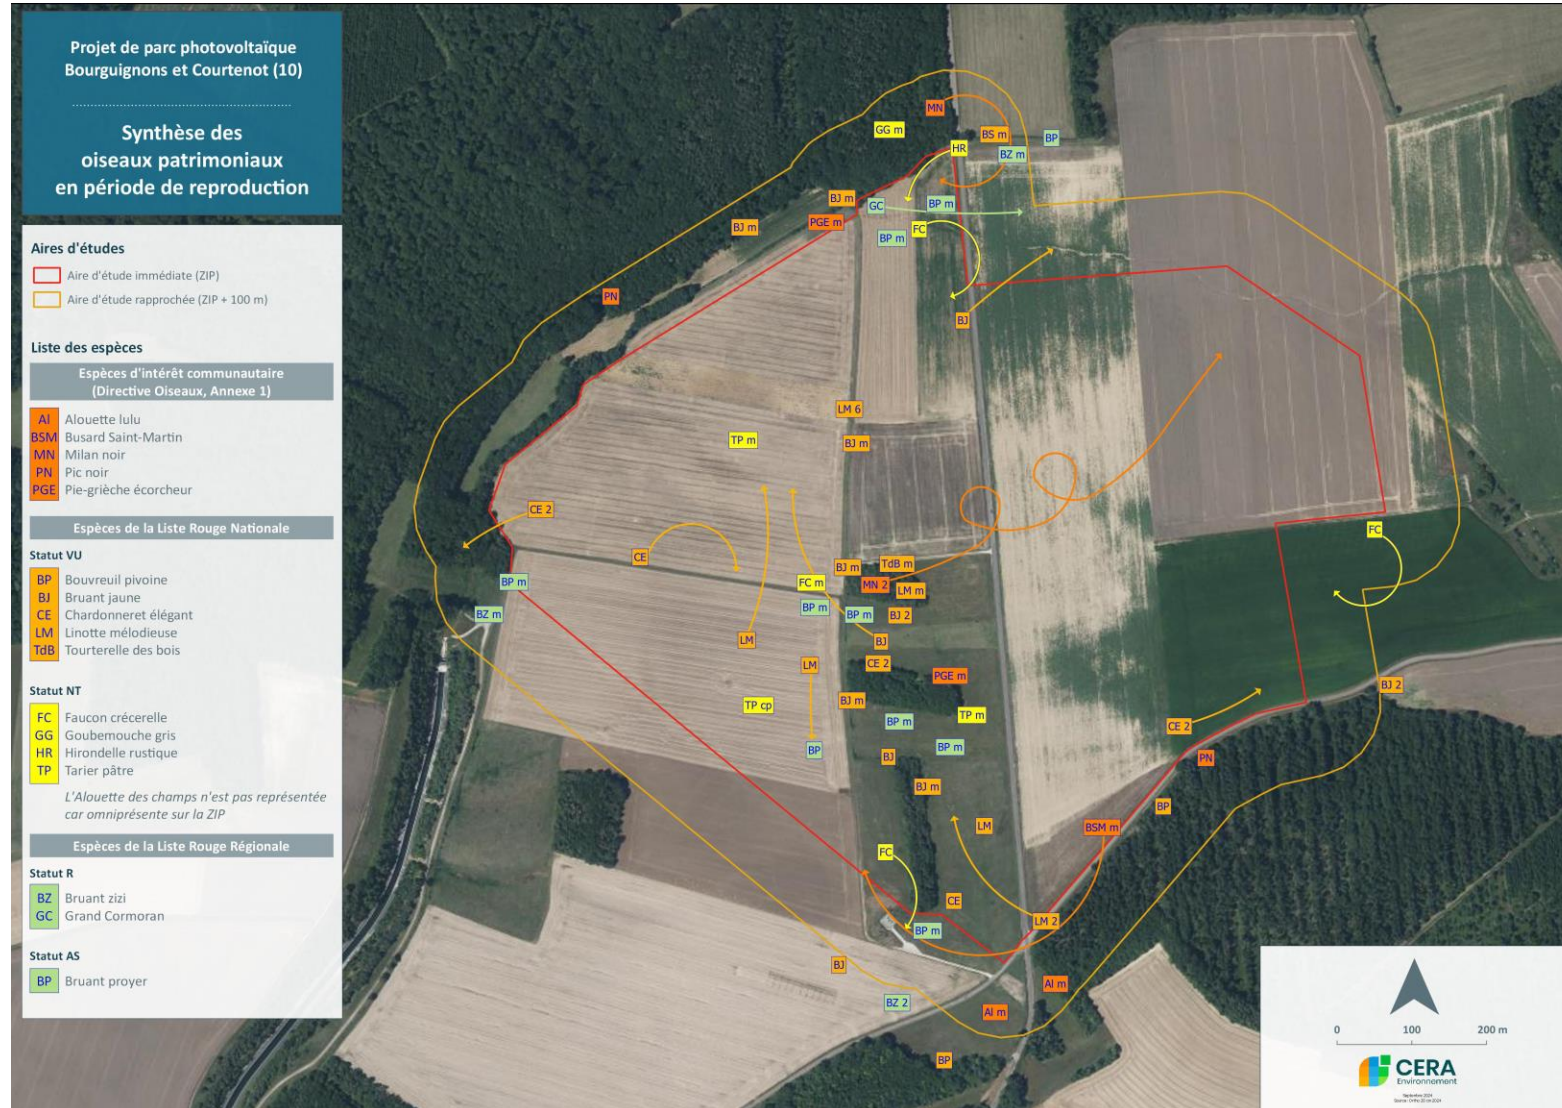 Projet de parc photovoltaïque
Bourguignons et Courtenot (10)
Synthèse des
oiseaux patrimoniaux
en période de reproduction
Aires d'études
Aire d'étude immédiate (ZIP)
Aire d'étude rapprochée (ZIP + 100 m)
Liste des espèces
Espèces d'intérêt communautaire
(Directive Oiseaux, Annexe 1)
Al Alouette lulu
BSM Busard Saint-Martin
MN Milan noir
PN Pic noir
PGE Pie-grièche écorcheur
Espèces de la Liste Rouge Nationale
Statut VU
BP Bouvreuil pivoine
BJ Bruant jaune
CE Chardonneret élégant
LM Linotte mélodieuse
TdB Tourterelle des bois
Statut NT
FC Faucon crécerelle
GG Goubemouche gris
HR Hirondelle rustique
TP Tarier pâtre
L'Alouette des champs n'est pas représentée
car omniprésente sur la ZIP
Espèces de la Liste Rouge Régionale
Statut R
BZ Bruant zizi
GC Grand Cormoran
Statut AS
BP Bruant proyer
MN
GG m
BS m
BP
HR
BZ m
BJ m
GC
BP m
BJ m
PGE m
FC
BP m
PN
BJ
LM 6
TP m
BJ m
CE 2
FC
CE
BJ m
TdB m
BP m
FC m
MN 2
LM m
BZ m
BP m
BP m
BJ 2
LM
BJ
LM
CE 2
PGE m
BJ 2
TP cp
BJ m
TP m
BP m
CE 2
BP
BJ
BP m
PN
BJ m
BP
LM
BSM m
FC
CE
LM 2
BP m
BJ
Al m
BZ 2
Al m
BP
0 100 200 m
CERA
Environnement
Septembre 2024